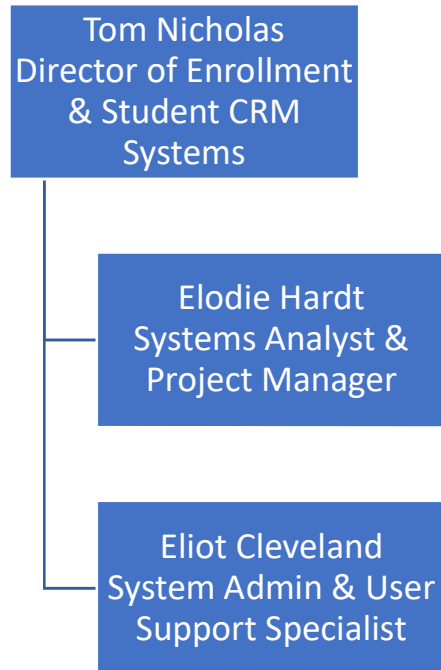 Tom Nicholas
Director of Enrollment
& Student CRM
Systems
Elodie Hardt
Systems Analyst &
Project Manager
Eliot Cleveland
System Admin & User
Support Specialist